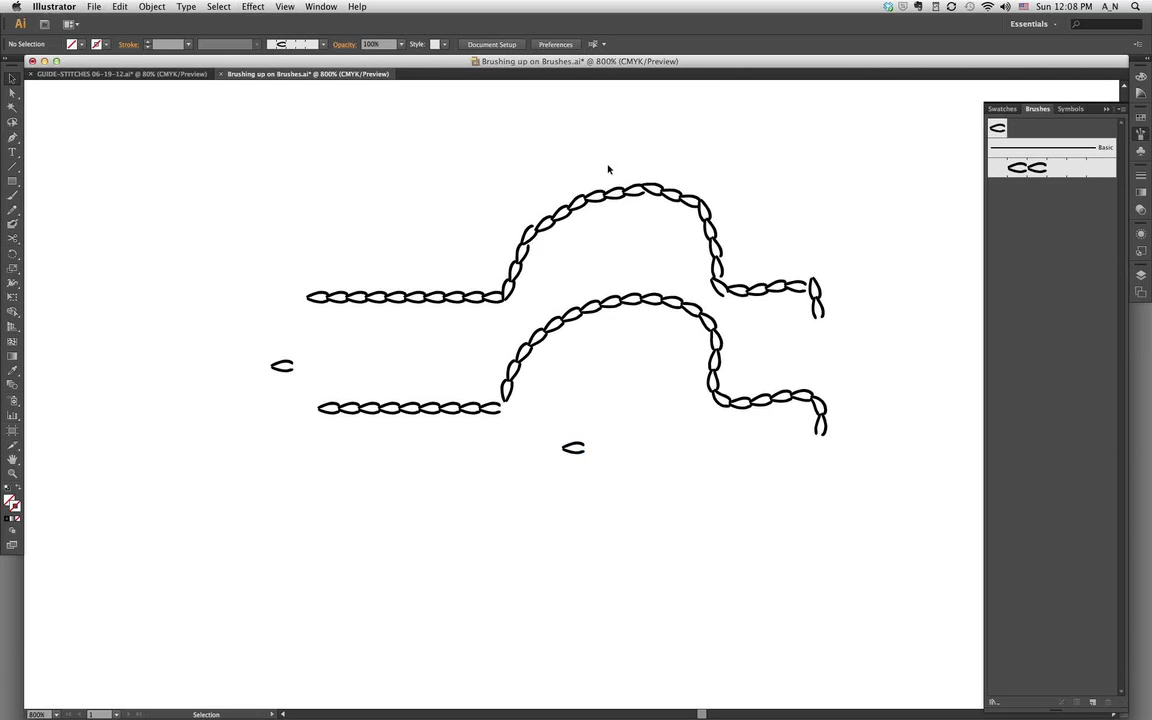 Illustrator File Edit Object Type Select Effect View Window Help Sun 12:08 PM A_N
Ai Essentials
No Selection Stroke: Opacity: 100% Style: Document Setup Preferences
Brushing up on Brushes.ai* @ 800% (CMYK/Preview)
× GUIDE-STITCHES 06-19-12.ai* @ 80% (CMYK/Preview) × Brushing up on Brushes.ai* @ 800% (CMYK/Preview)
Swatches Brushes Symbols
Basic
800% 1 Selection